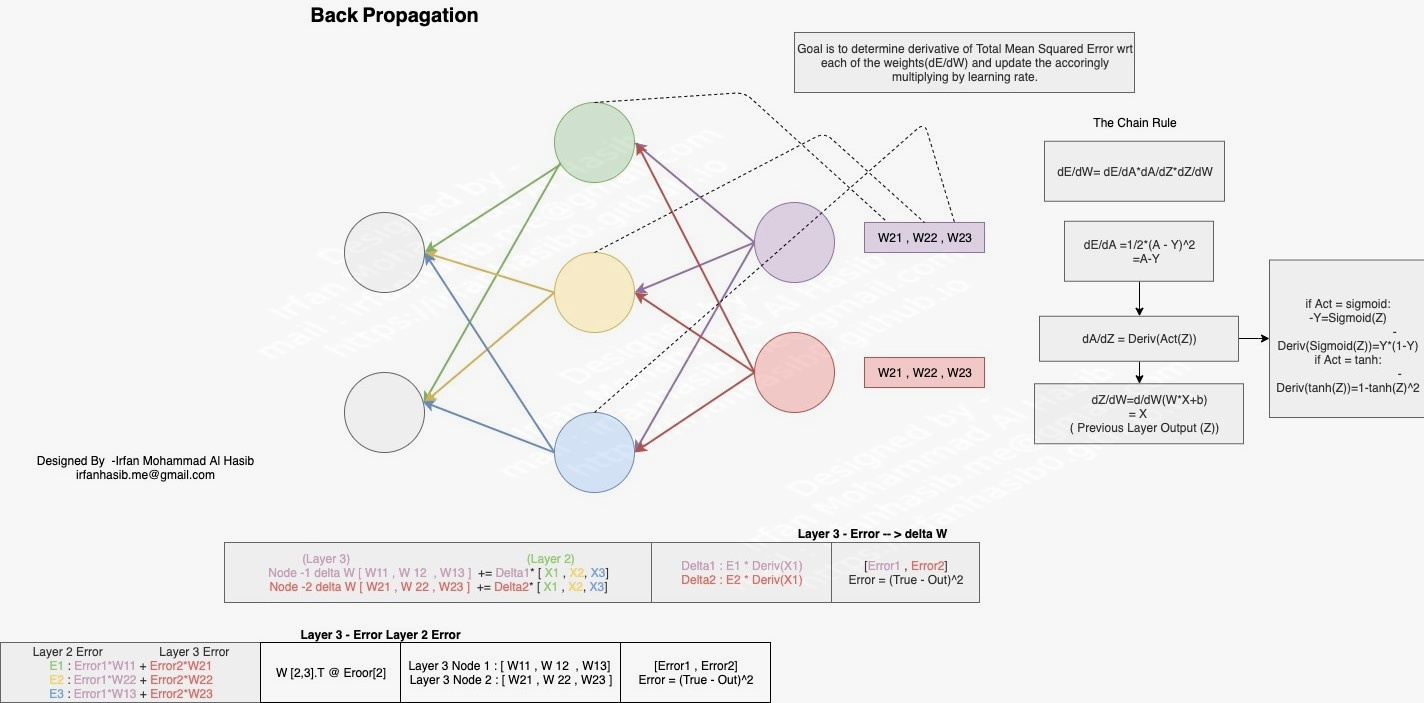 Back Propagation
Goal is to determine derivative of Total Mean Squared Error wrt
each of the weights(dE/dW) and update the accoringly
multiplying by learning rate.
The Chain Rule
dE/dW= dE/dA*dA/dZ*dZ/dW
W21 , W22 , W23
dE/dA =1/2*(A - Y)^2
=A-Y
if Act = sigmoid:
-Y=Sigmoid(Z)
-
Deriv(Sigmoid(Z))=Y*(1-Y)
if Act = tanh:
-
Deriv(tanh(Z))=1-tanh(Z)^2
dA/dZ = Deriv(Act(Z))
W21 , W22 , W23
dZ/dW=d/dW(W*X+b)
= X
( Previous Layer Output (Z))
Designed By -Irfan Mohammad Al Hasib
irfanhasib.me@gmail.com
Layer 3 - Error -- > delta W
(Layer 3) (Layer 2)
Node -1 delta W [ W11 , W 12 , W13 ] += Delta1* [ X1 , X2, X3]
Node -2 delta W [ W21 , W 22 , W23 ] += Delta2* [ X1 , X2, X3]
Delta1 : E1 * Deriv(X1)
Delta2 : E2 * Deriv(X1)
[Error1 , Error2]
Error = (True - Out)^2
Layer 3 - Error Layer 2 Error
Layer 2 Error Layer 3 Error
E1 : Error1*W11 + Error2*W21
E2 : Error1*W22 + Error2*W22
E3 : Error1*W13 + Error2*W23
W [2,3].T @ Eroor[2]
Layer 3 Node 1 : [ W11 , W 12 , W13]
Layer 3 Node 2 : [ W21 , W 22 , W23 ]
[Error1 , Error2]
Error = (True - Out)^2